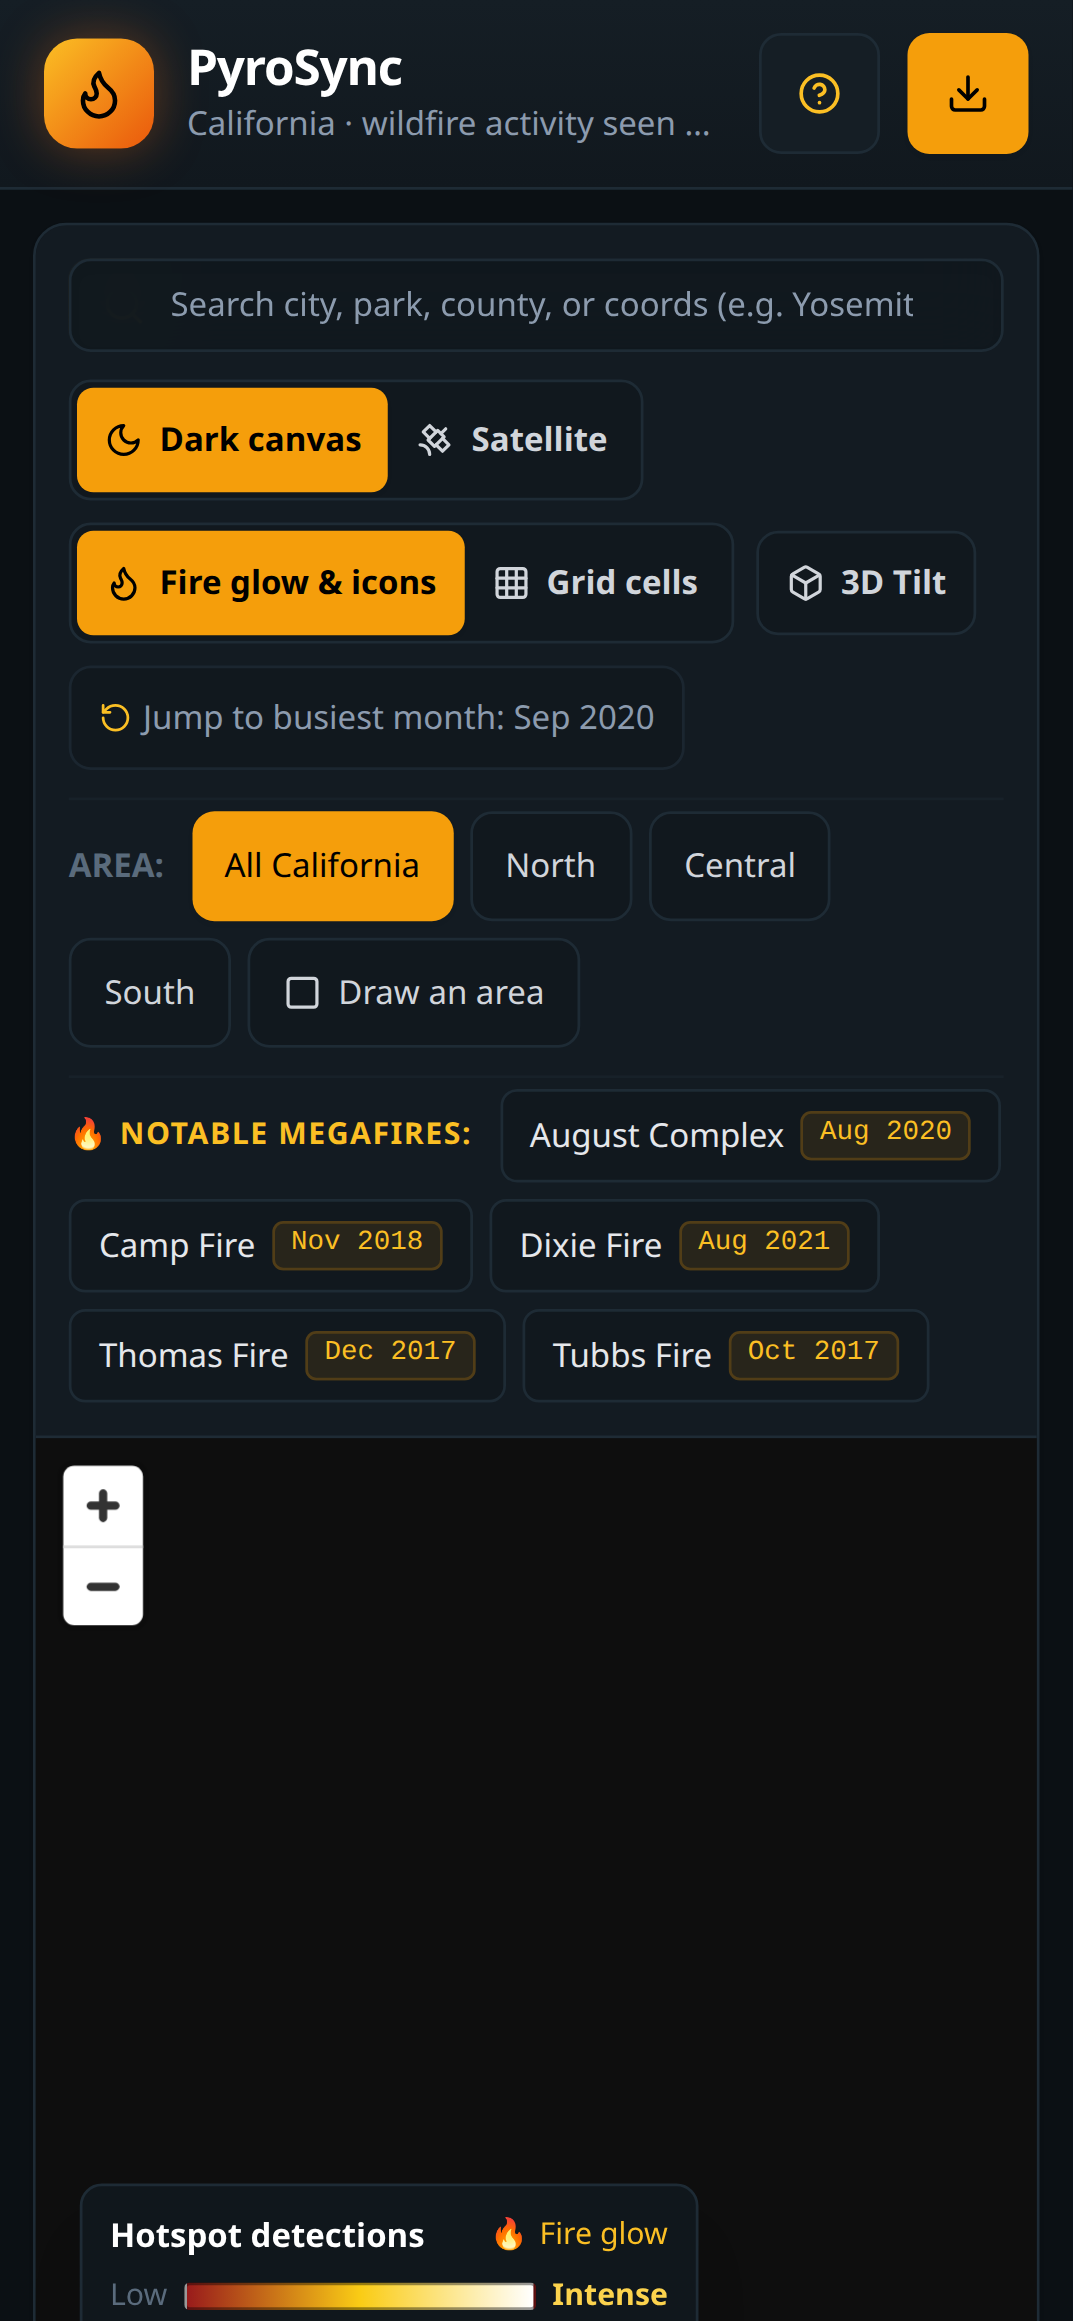 PyroSync
California · wildfire activity seen ...
Search city, park, county, or coords (e.g. Yosemit
Dark canvas Satellite
Fire glow & icons Grid cells 3D Tilt
Jump to busiest month: Sep 2020
AREA: All California North Central
South Draw an area
🔥 NOTABLE MEGAFIRES: August Complex Aug 2020
Camp Fire Nov 2018 Dixie Fire Aug 2021
Thomas Fire Dec 2017 Tubbs Fire Oct 2017
Hotspot detections 🔥 Fire glow
Low Intense